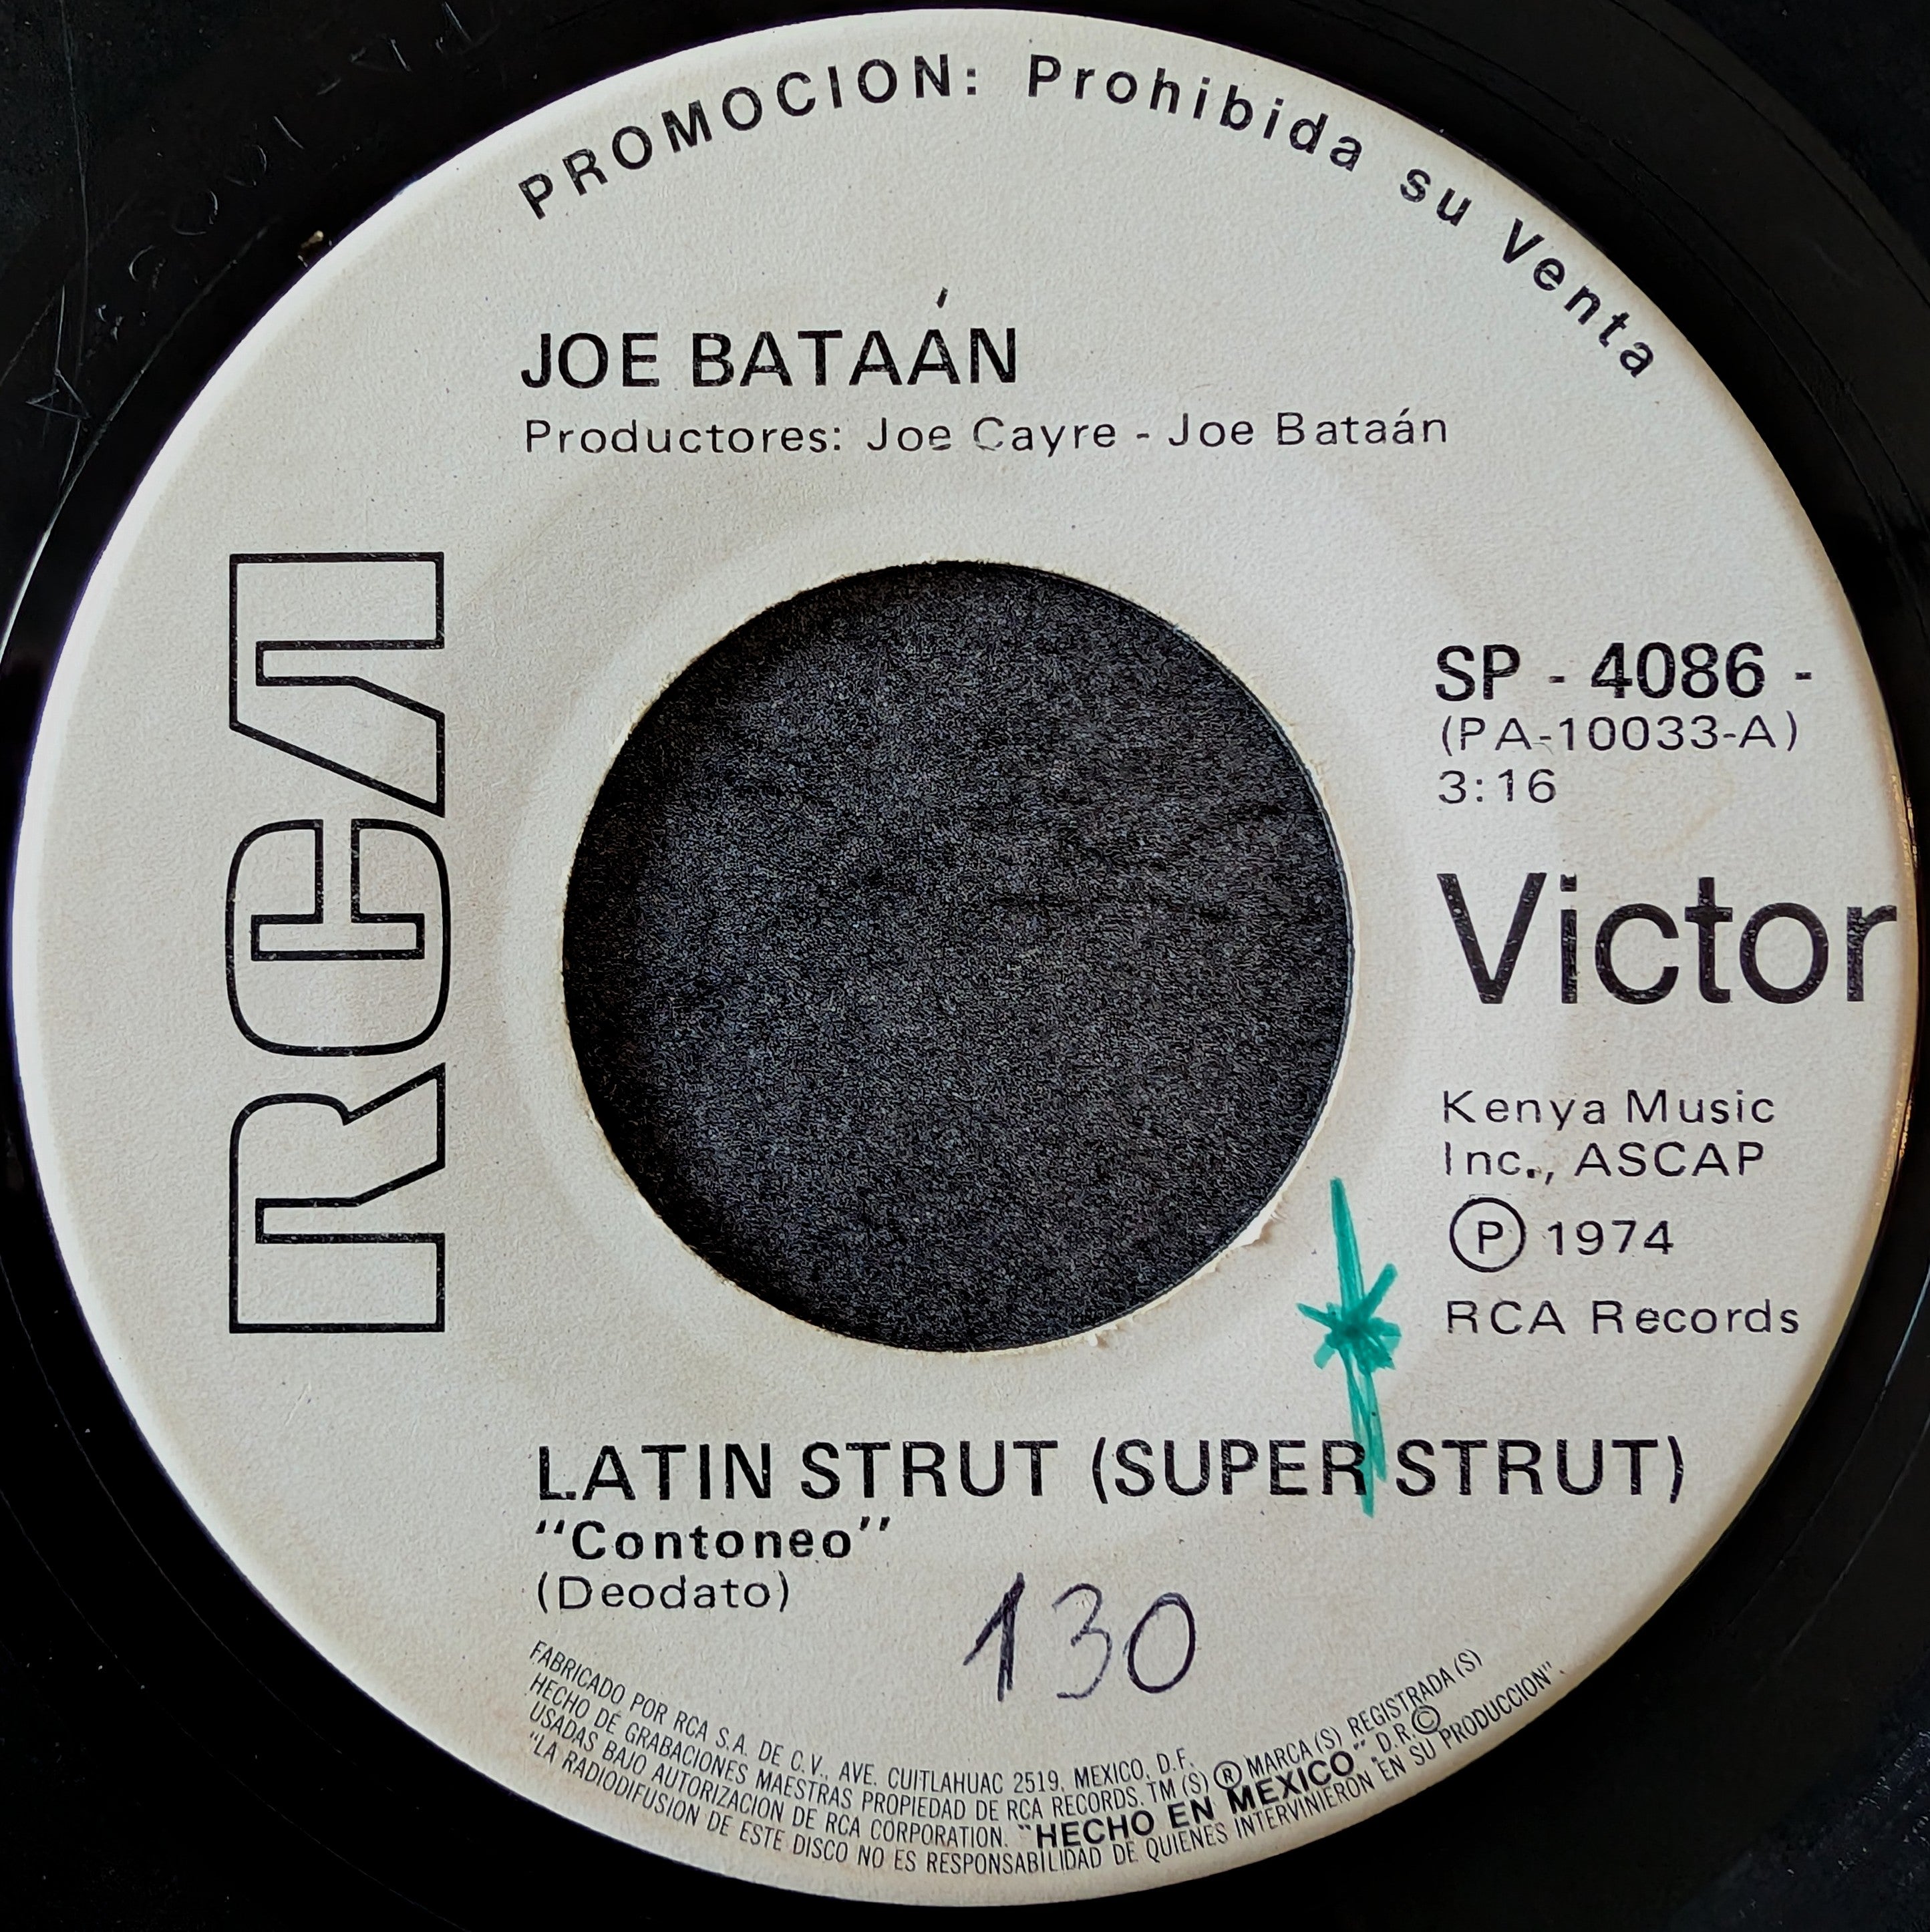 PROMOCION: Prohibida su Venta
JOE BATAÁN
Productores: Joe Cayre - Joe Bataán
RCA
SP - 4086 -
(PA-10033-A)
3:16
Victor
Kenya Music
Inc., ASCAP
Ⓟ 1974
RCA Records
LATIN STRUT (SUPER STRUT)
“Contoneo”
(Deodato)
130
FABRICADO POR RCA S.A. DE C.V., AVE. CUITLAHUAC 2519, MEXICO, D.F.
HECHO DE GRABACIONES MAESTRAS PROPIEDAD DE RCA RECORDS. TM (S) ® MARCA (S) REGISTRADA (S)
USADAS BAJO AUTORIZACION DE RCA CORPORATION. “HECHO EN MEXICO”. D.R. ©
“LA RADIODIFUSION DE ESTE DISCO NO ES RESPONSABILIDAD DE QUIENES INTERVINIERON EN SU PRODUCCION”.